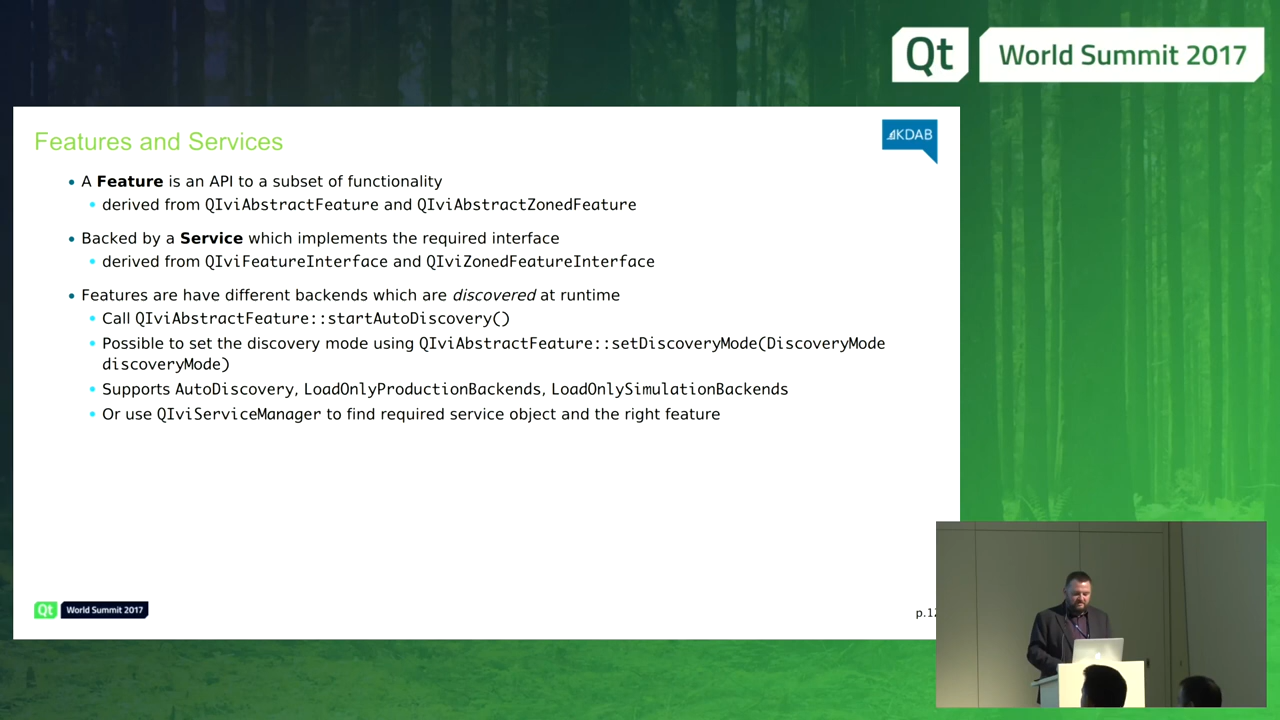 Qt World Summit 2017
Features and Services
KDAB
• A Feature is an API to a subset of functionality
• derived from QIviAbstractFeature and QIviAbstractZonedFeature
• Backed by a Service which implements the required interface
• derived from QIviFeatureInterface and QIviZonedFeatureInterface
• Features are have different backends which are discovered at runtime
• Call QIviAbstractFeature::startAutoDiscovery()
• Possible to set the discovery mode using QIviAbstractFeature::setDiscoveryMode(DiscoveryMode
discoveryMode)
• Supports AutoDiscovery, LoadOnlyProductionBackends, LoadOnlySimulationBackends
• Or use QIviServiceManager to find required service object and the right feature
Qt World Summit 2017